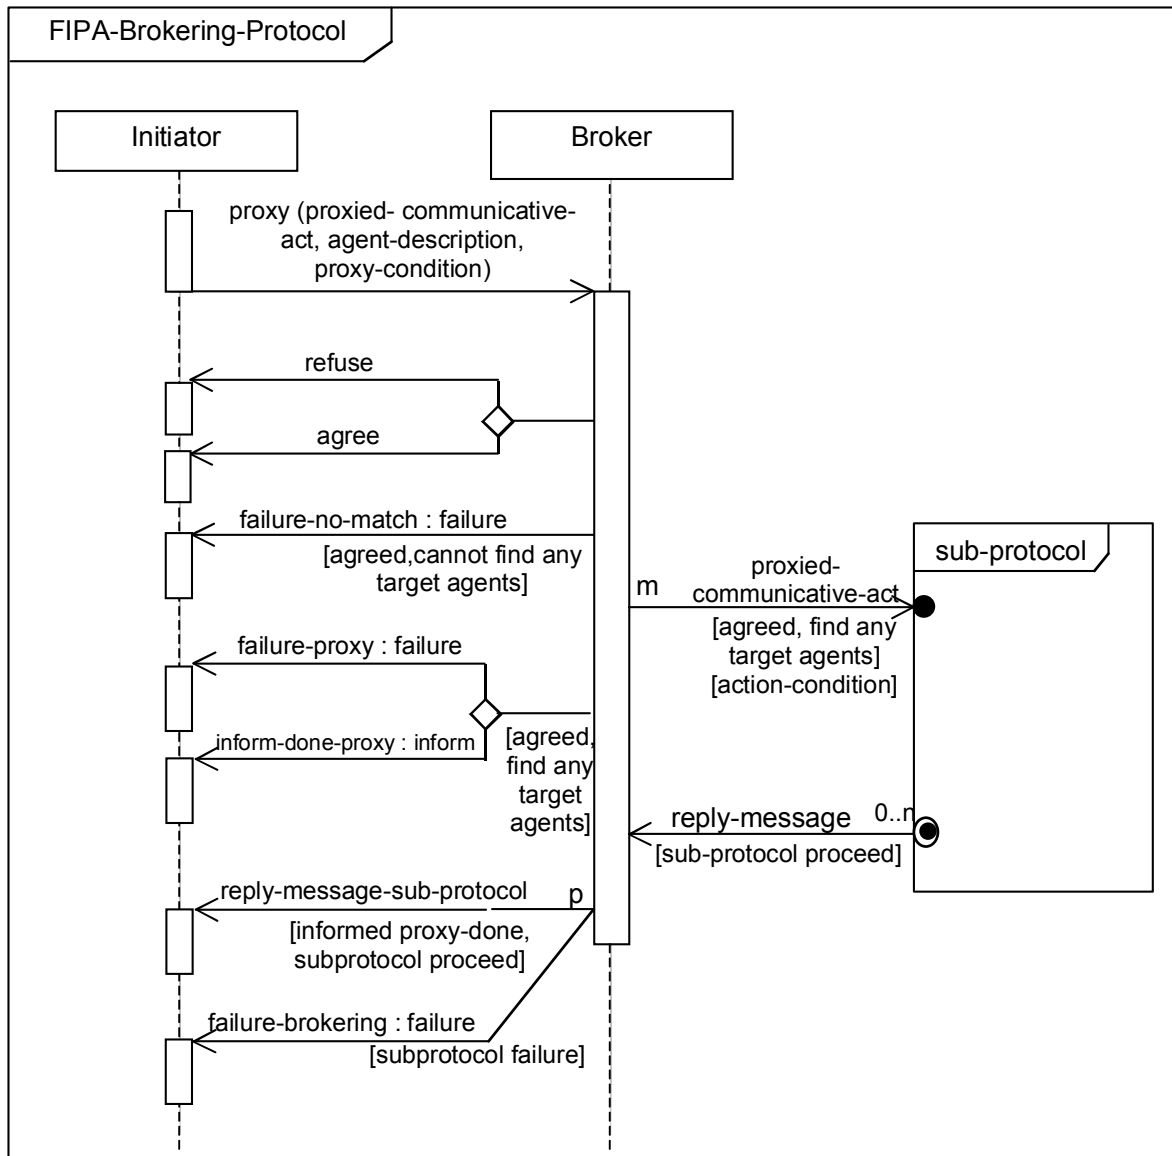 FIPA-Brokering-Protocol
Initiator
Broker
proxy (proxied- communicative-
act, agent-description,
proxy-condition)
refuse
agree
failure-no-match : failure
[agreed,cannot find any
target agents]
sub-protocol
m
proxied-
communicative-act
[agreed, find any
target agents]
[action-condition]
failure-proxy : failure
inform-done-proxy : inform
[agreed,
find any
target
agents]
reply-message
0..n
[sub-protocol proceed]
reply-message-sub-protocol
p
[informed proxy-done,
subprotocol proceed]
failure-brokering : failure
[subprotocol failure]